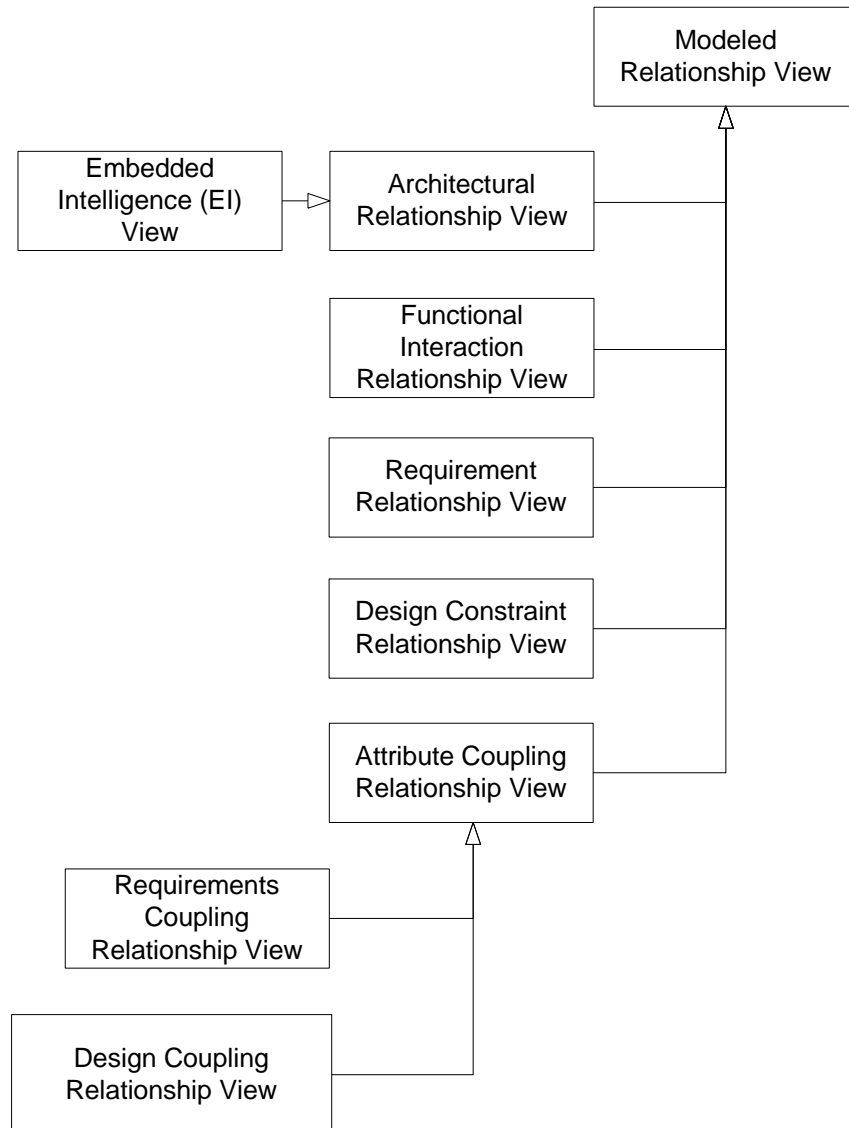 Modeled
Relationship View
Embedded
Intelligence (EI)
View
Architectural
Relationship View
Functional
Interaction
Relationship View
Requirement
Relationship View
Design Constraint
Relationship View
Attribute Coupling
Relationship View
Requirements
Coupling
Relationship View
Design Coupling
Relationship View